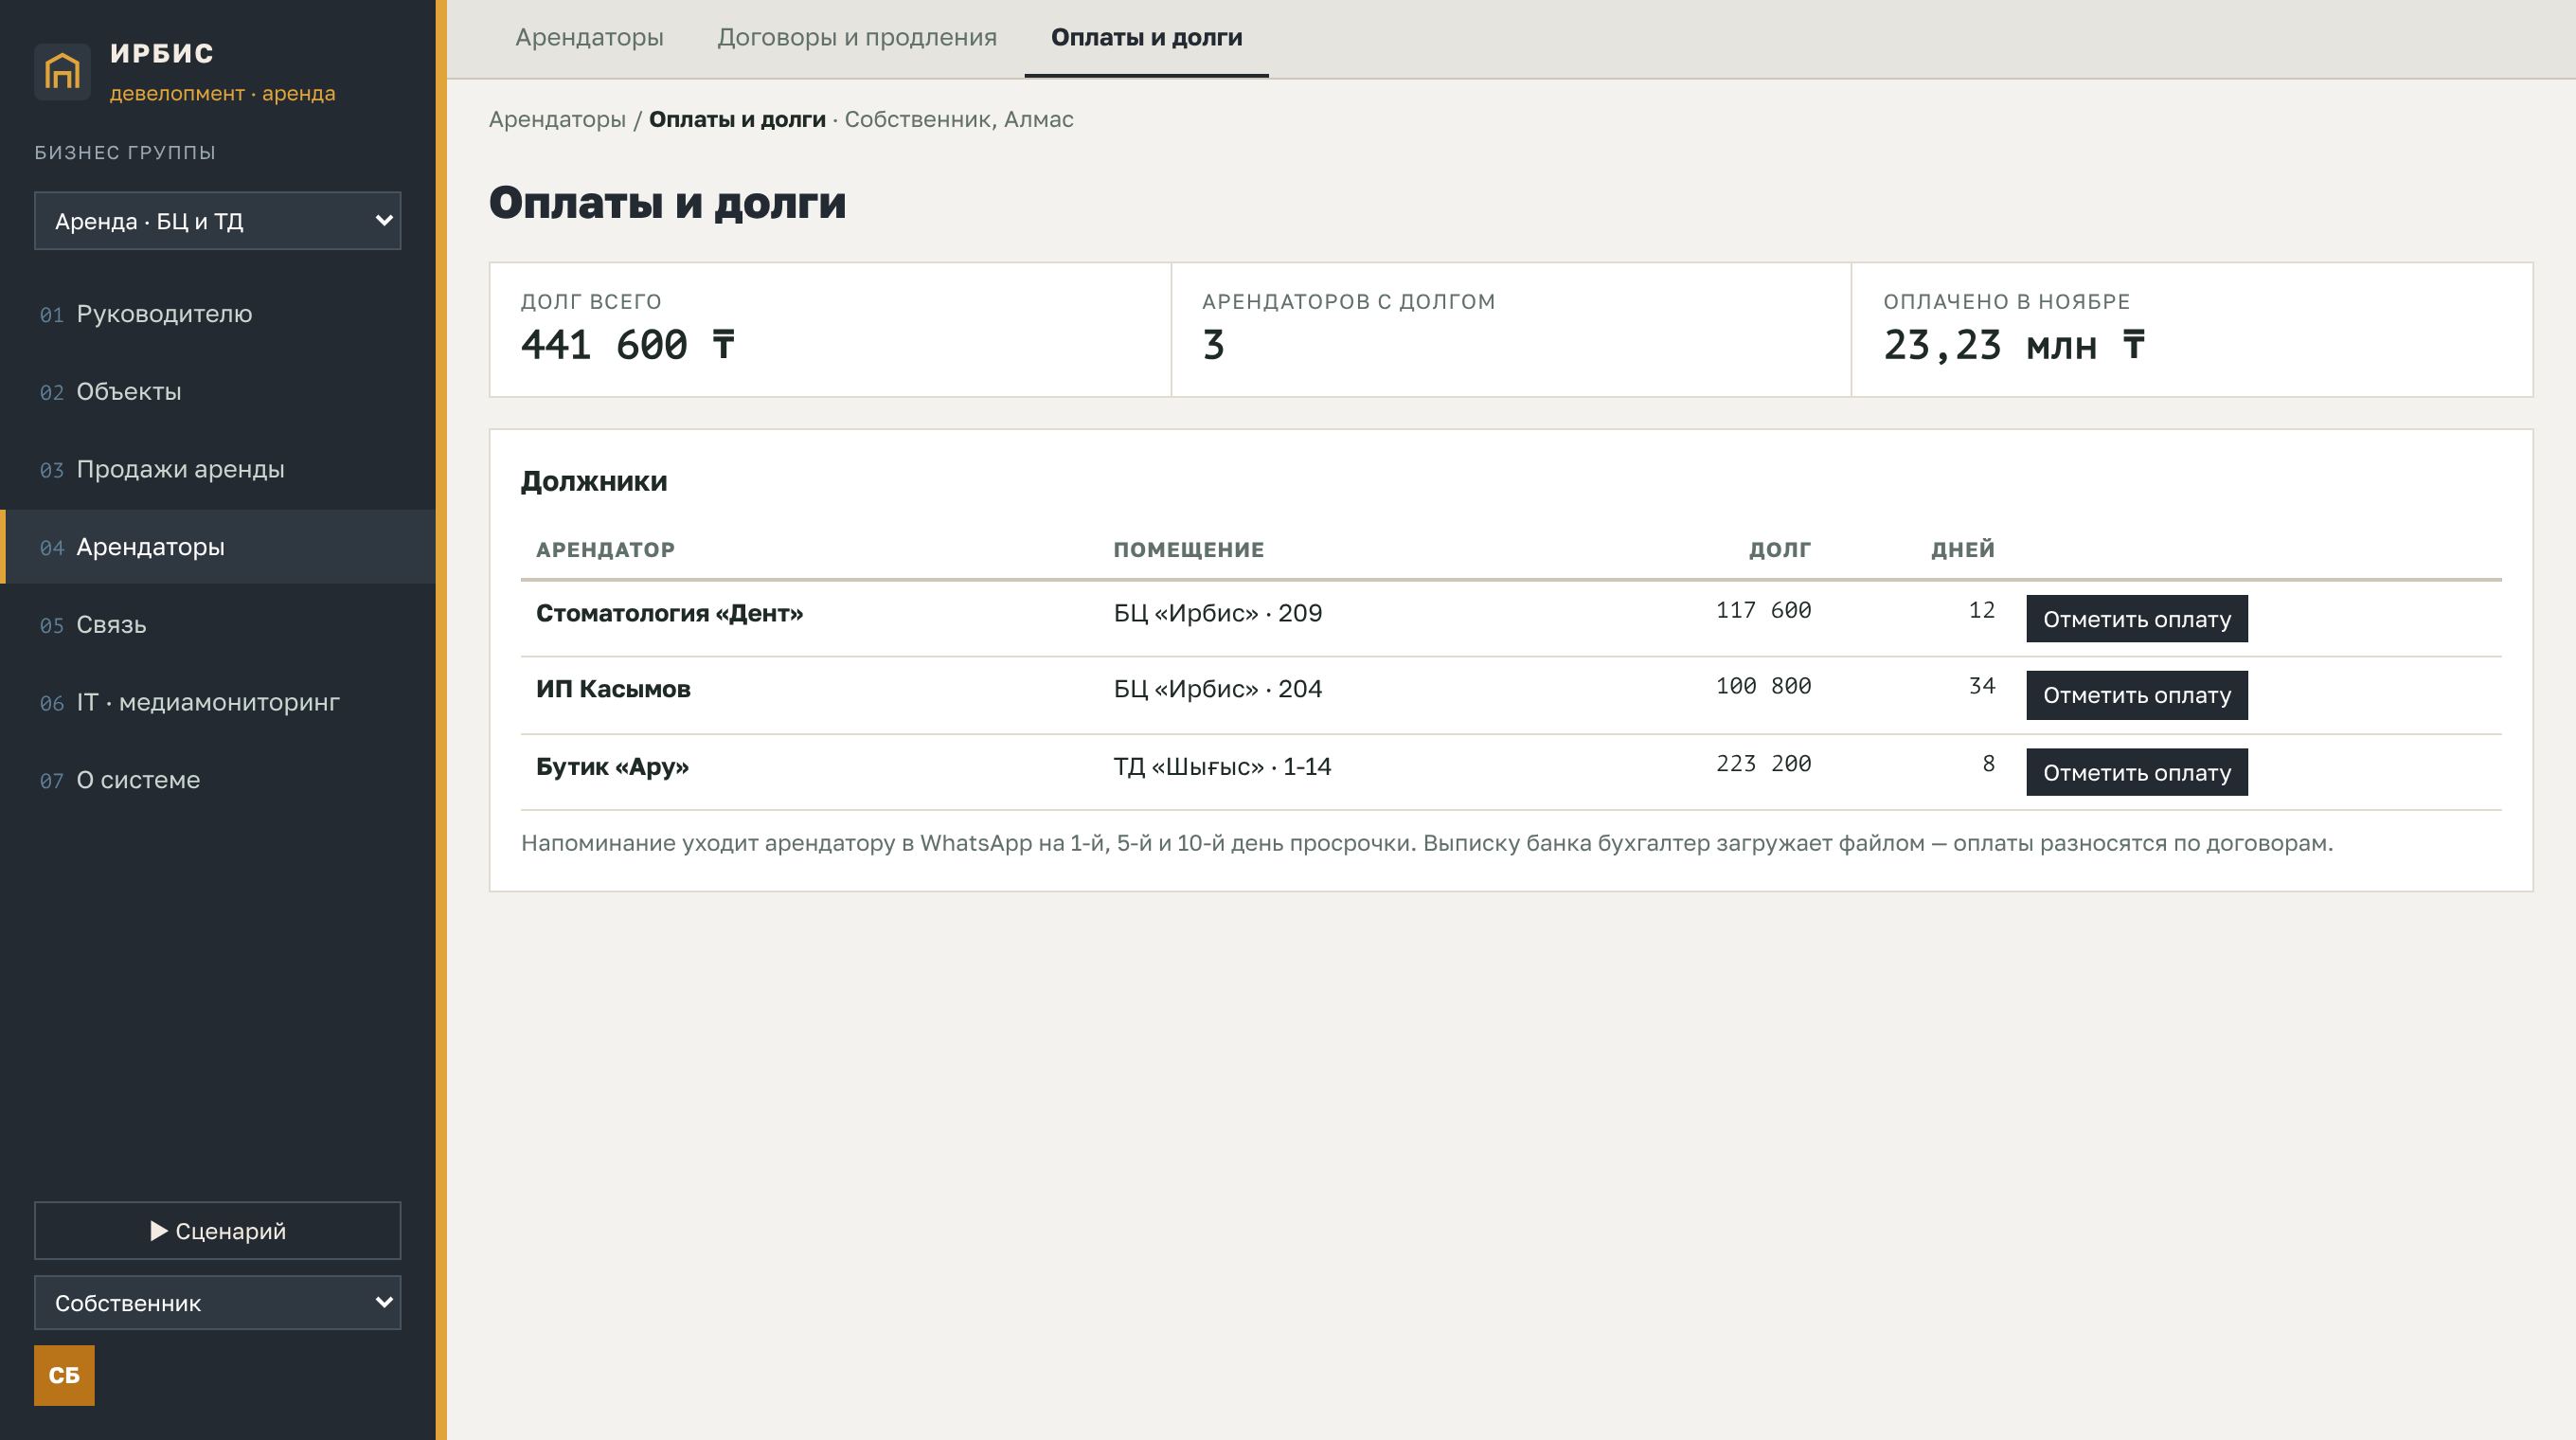 ИРБИС
девелопмент · аренда
БИЗНЕС ГРУППЫ
Аренда · БЦ и ТД
01 Руководителю
02 Объекты
03 Продажи аренды
04 Арендаторы
05 Связь
06 IT · медиамониторинг
07 О системе
▶ Сценарий
Собственник
СБ
Арендаторы Договоры и продления Оплаты и долги
Арендаторы / Оплаты и долги · Собственник, Алмас
Оплаты и долги
ДОЛГ ВСЕГО
441 600 ₸
АРЕНДАТОРОВ С ДОЛГОМ
3
ОПЛАЧЕНО В НОЯБРЕ
23,23 млн ₸
Должники
АРЕНДАТОР ПОМЕЩЕНИЕ ДОЛГ ДНЕЙ
Стоматология «Дент» БЦ «Ирбис» · 209 117 600 12 Отметить оплату
ИП Касымов БЦ «Ирбис» · 204 100 800 34 Отметить оплату
Бутик «Ару» ТД «Шығыс» · 1-14 223 200 8 Отметить оплату
Напоминание уходит арендатору в WhatsApp на 1-й, 5-й и 10-й день просрочки. Выписку банка бухгалтер загружает файлом — оплаты разносятся по договорам.